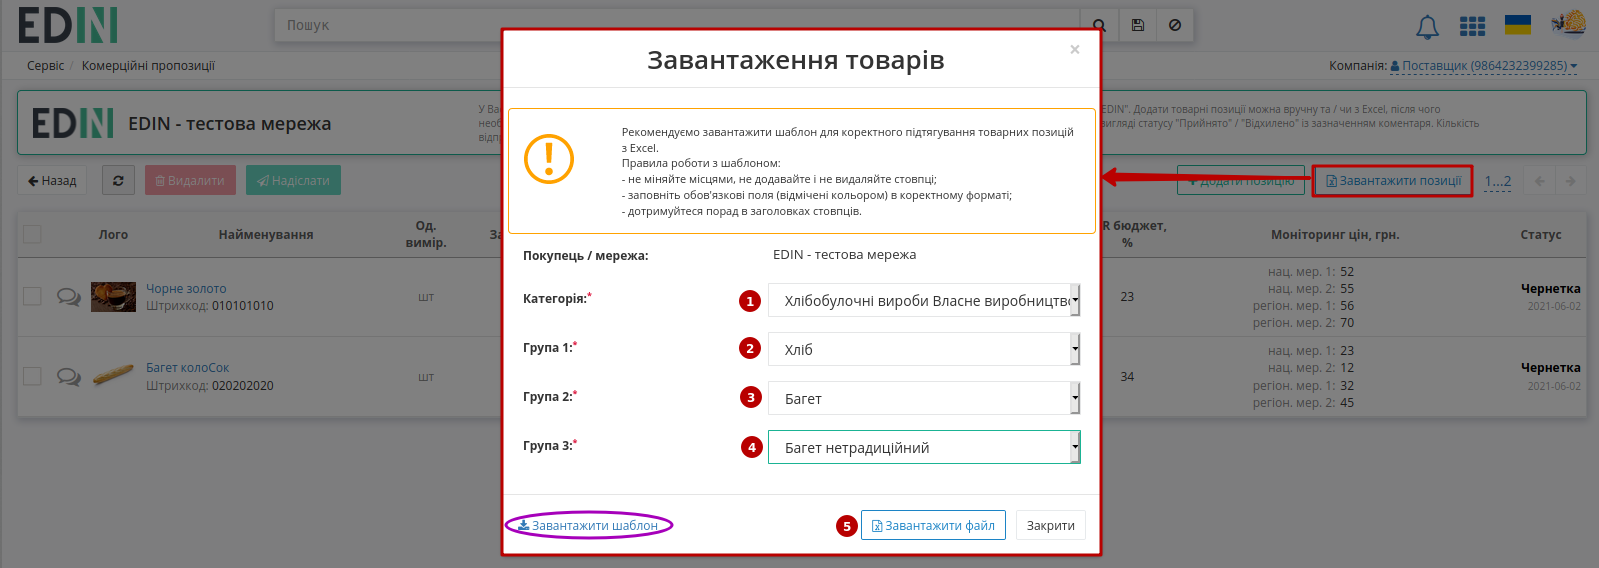 EDIN
Пошук
Сервіс / Комерційні пропозиції
Компанія: Поставщик (9864232399285)
EDIN EDIN - тестова мережа
У Ва
необ
відп
EDIN". Додати товарні позиції можна вручну та / чи з Excel, після чого
вигляді статусу "Прийнято" / "Відхилено" із зазначенням коментаря. Кількість
Назад
Видалити
Надіслати
Додати позицію
Завантажити позиції
1...2
Лого
Найменування
Од.
вимір.
За
R бюджет,
%
Моніторинг цін, грн.
Статус
Чорне золото
Штрихкод: 010101010
шт
23
нац. мер. 1: 52
нац. мер. 2: 55
регіон. мер. 1: 56
регіон. мер. 2: 70
Чернетка
2021-06-02
Багет колоСок
Штрихкод: 020202020
шт
34
нац. мер. 1: 23
нац. мер. 2: 12
регіон. мер. 1: 32
регіон. мер. 2: 45
Чернетка
2021-06-02
Завантаження товарів
×
Рекомендуємо завантажити шаблон для коректного підтягування товарних позицій
з Excel.
Правила роботи з шаблоном:
- не міняйте місцями, не додавайте і не видаляйте стовпці;
- заповніть обов'язкові поля (відмічені кольором) в коректному форматі;
- дотримуйтеся порад в заголовках стовпців.
Покупець / мережа: EDIN - тестова мережа
Категорія:* 1 Хлібобулочні вироби Власне виробництво
Група 1:* 2 Хліб
Група 2:* 3 Багет
Група 3:* 4 Багет нетрадиційний
Завантажити шаблон
5 Завантажити файл
Закрити